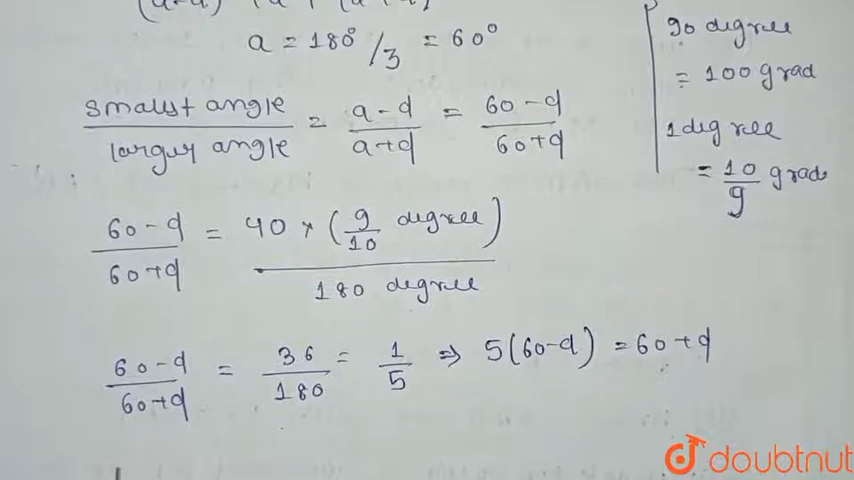 (a-d) + a + (a+d)
a = 180°/3 = 60°
smallest angle / larger angle = a-d / a+d = 60-d / 60+d
60-d / 60+d = 40 × (9/10 degree) / 180 degree
60-d / 60+d = 36/180 = 1/5 ⇒ 5(60-d) = 60+d
90 degree
= 100 grad
1 degree
= 10/9 grad
doubtnut